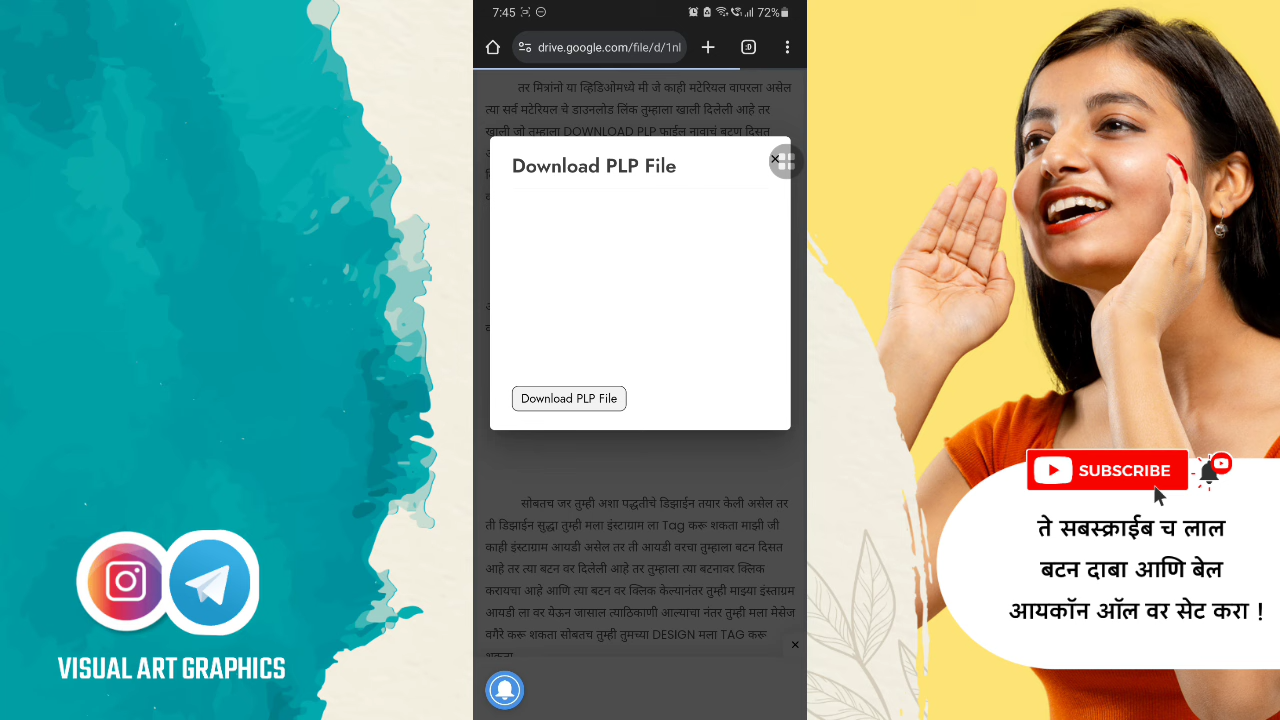 7:45
72%
drive.google.com/file/d/1nl
तर मित्रांनो या व्हिडिओमध्ये मी जे काही मटेरियल वापरला असेल
त्या सर्व मटेरियल चे डाउनलोड लिंक तुम्हाला खाली दिलेली आहे तर
खाली जो तुम्हाला DOWNLOAD PLP फाईल नावाचं बटण दिसत
Download PLP File
Download PLP File
सोबतच जर तुम्ही अशा पद्धतीचे डिझाईन तयार केली असेल तर
ती डिझाईन सुद्धा तुम्ही मला इंस्टाग्राम ला Tag करू शकता माझी जी
काही इंस्टाग्राम आयडी असेल तर ती आयडी वरचा तुम्हाला बटन दिसत
आहे तर त्या बटन वर दिलेली आहे तर तुम्हाला त्या बटनावर क्लिक
करायचा आहे आणि त्या बटन वर क्लिक केल्यानंतर तुम्ही माझ्या इंस्ताग्रम
आयडी ला वर येऊन जासाल त्याठिकाणी आल्याचा नंतर तुम्ही मला मेसेज
वगैरे करू शकता सोबतच तुम्ही तुमच्या DESIGN मला TAG करू
शकता
VISUAL ART GRAPHICS
SUBSCRIBE
ते सबस्क्राईब च लाल
बटन दाबा आणि बेल
आयकॉन ऑल वर सेट करा !